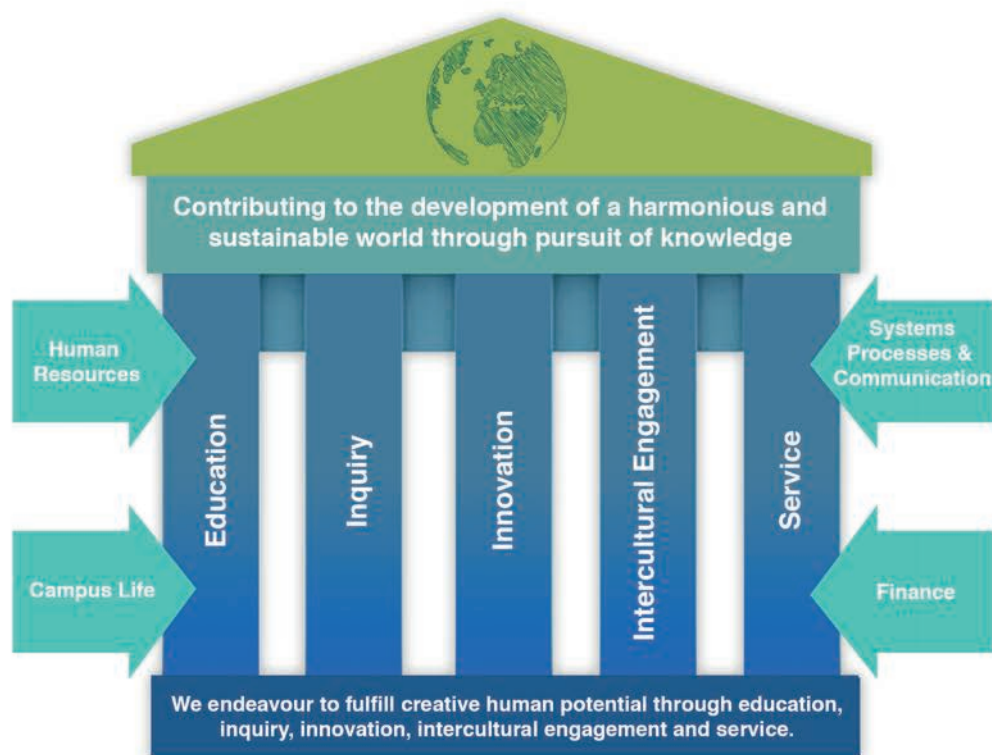 Contributing to the development of a harmonious and
sustainable world through pursuit of knowledge
Human
Resources
Systems
Processes &
Communication
Education
Inquiry
Innovation
Intercultural Engagement
Service
Campus Life
Finance
We endeavour to fulfill creative human potential through education,
inquiry, innovation, intercultural engagement and service.